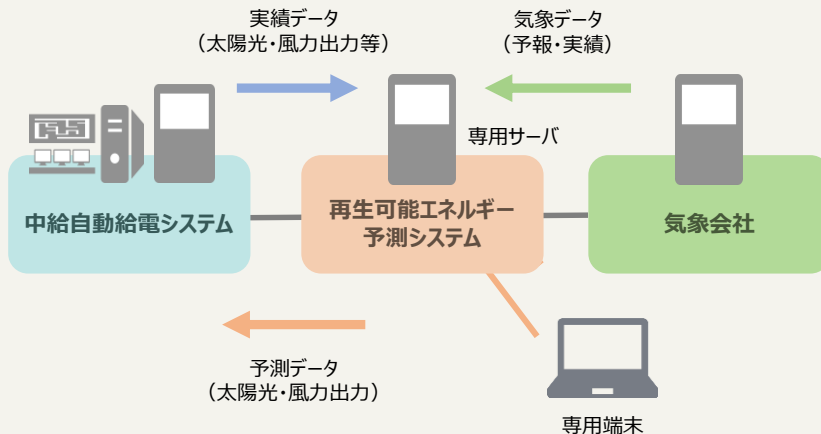 実績データ
（太陽光・風力出力等）
気象データ
（予報・実績）
専用サーバ
中給自動給電システム
再生可能エネルギー
予測システム
気象会社
予測データ
（太陽光・風力出力）
専用端末